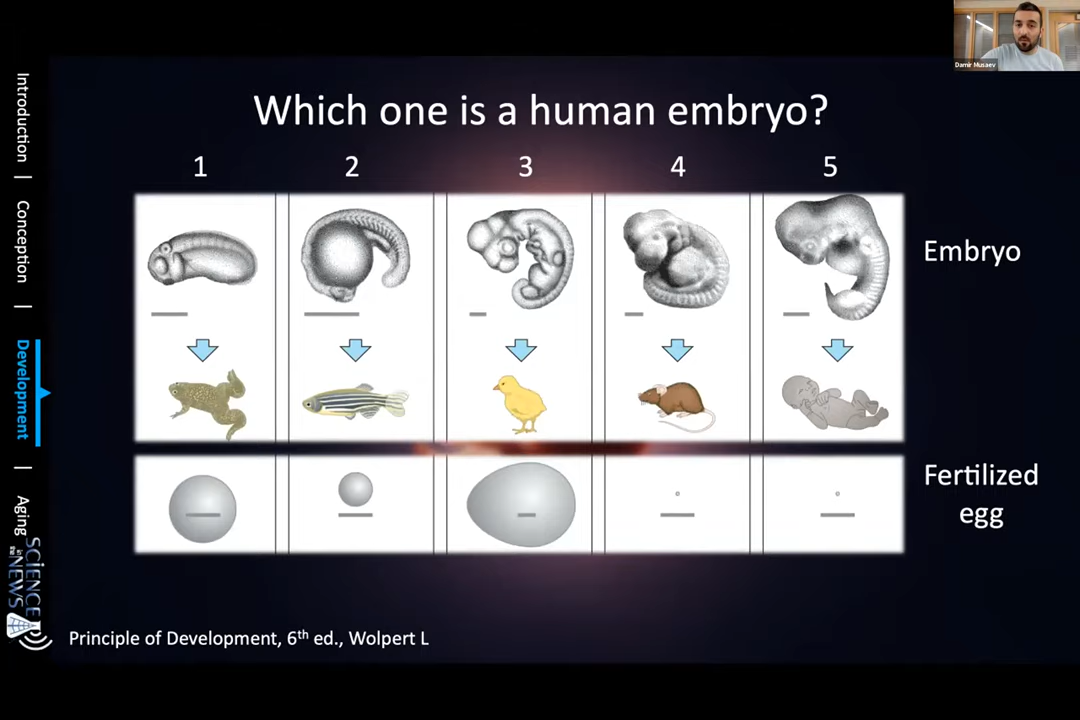 Damir Musaev
Introduction |
Conception |
Development |
Aging
Which one is a human embryo?
1 2 3 4 5
Embryo
Fertilized
egg
SCIENCE
in
the
NEWS
Principle of Development, 6th ed., Wolpert L